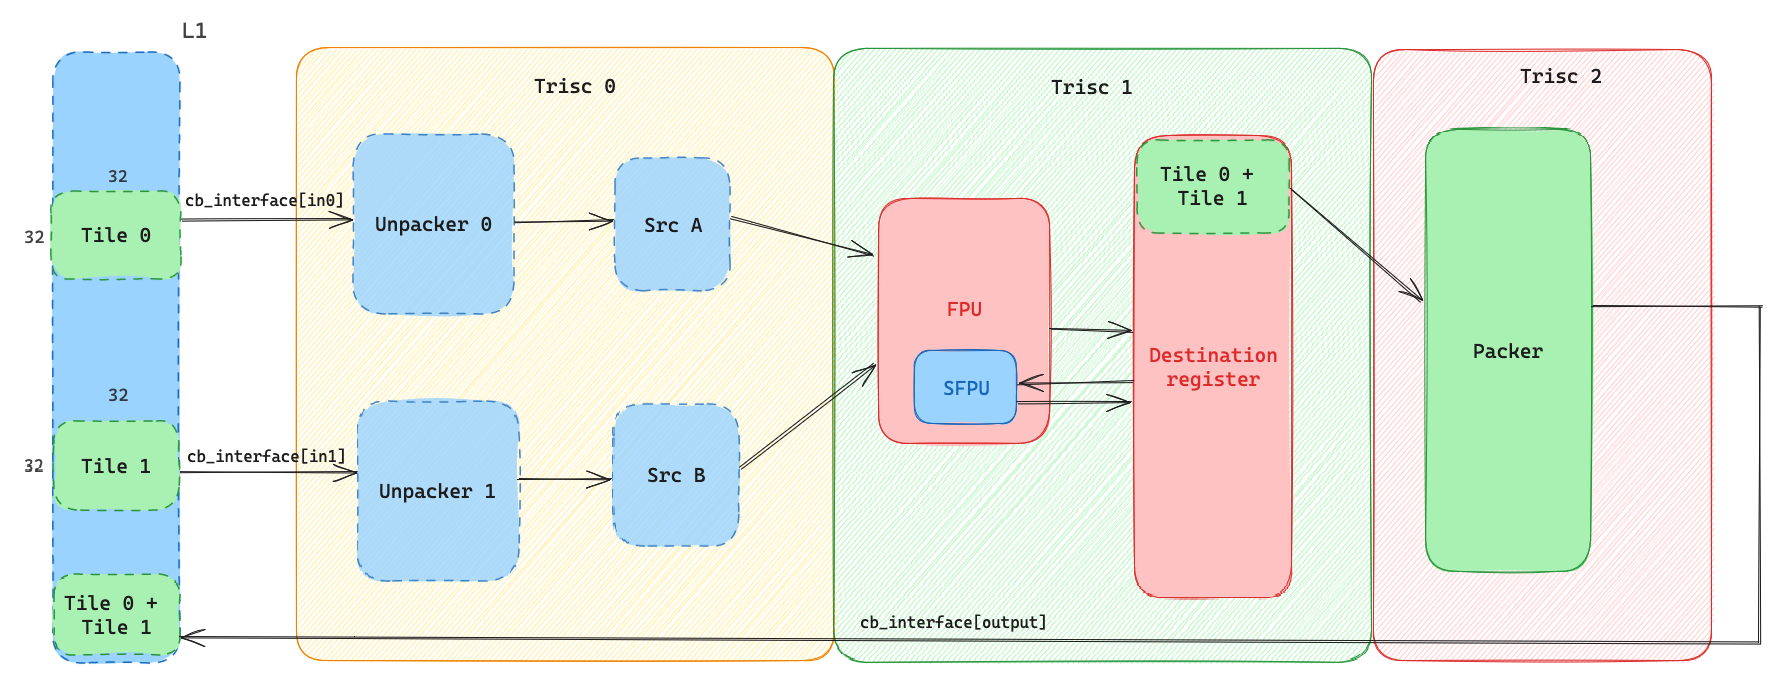 L1
Trisc 0
Trisc 1
Trisc 2
32
32
Tile 0
cb_interface[in0]
Unpacker 0
Src A
Tile 0 +
Tile 1
FPU
SFPU
Destination
register
Packer
32
32
Tile 1
cb_interface[in1]
Unpacker 1
Src B
Tile 0 +
Tile 1
cb_interface[output]